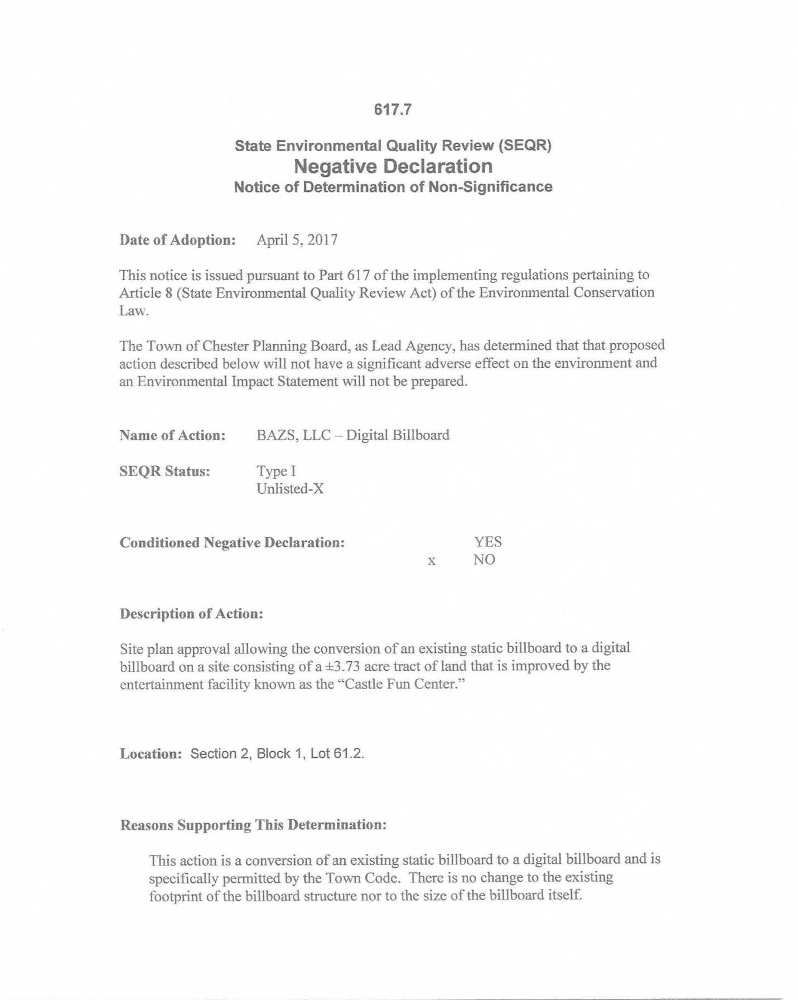 617.7
State Environmental Quality Review (SEQR)
Negative Declaration
Notice of Determination of Non-Significance
Date of Adoption: April 5, 2017
This notice is issued pursuant to Part 617 of the implementing regulations pertaining to
Article 8 (State Environmental Quality Review Act) of the Environmental Conservation
Law.
The Town of Chester Planning Board, as Lead Agency, has determined that that proposed
action described below will not have a significant adverse effect on the environment and
an Environmental Impact Statement will not be prepared.
Name of Action: BAZS, LLC – Digital Billboard
SEQR Status: Type I
Unlisted-X
Conditioned Negative Declaration: YES
x NO
Description of Action:
Site plan approval allowing the conversion of an existing static billboard to a digital
billboard on a site consisting of a ±3.73 acre tract of land that is improved by the
entertainment facility known as the “Castle Fun Center.”
Location: Section 2, Block 1, Lot 61.2.
Reasons Supporting This Determination:
This action is a conversion of an existing static billboard to a digital billboard and is
specifically permitted by the Town Code. There is no change to the existing
footprint of the billboard structure nor to the size of the billboard itself.